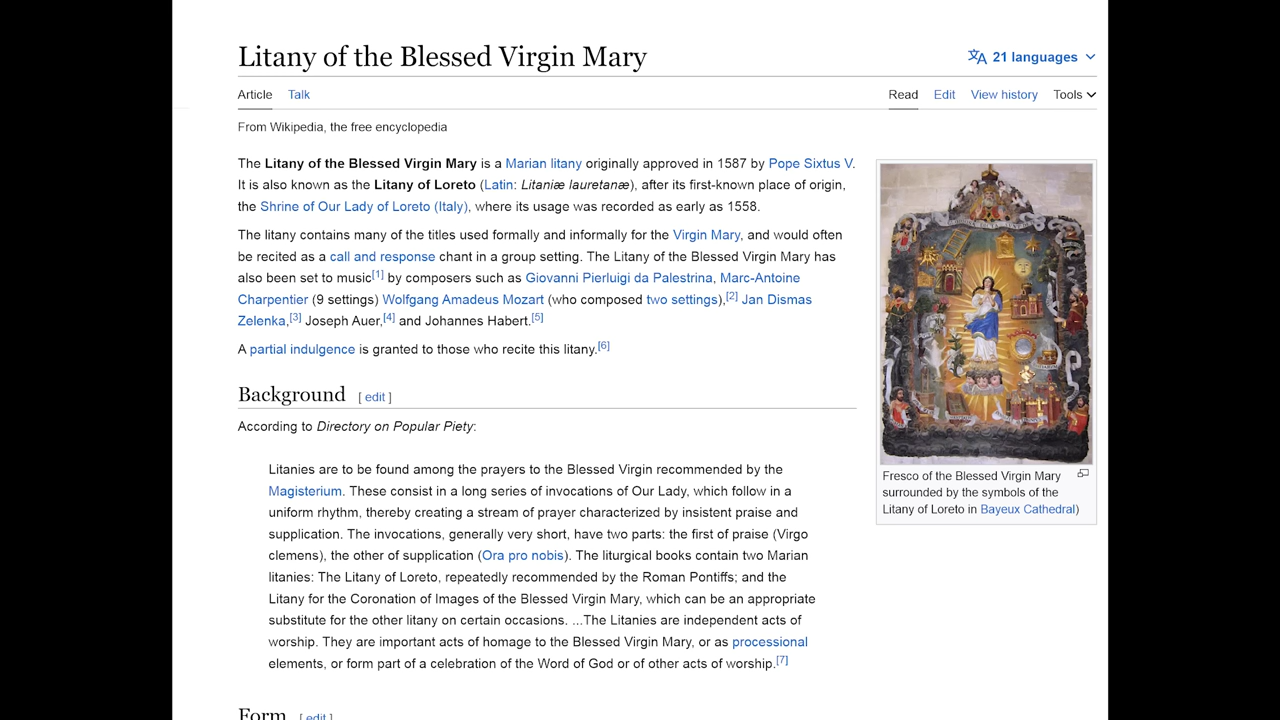 Litany of the Blessed Virgin Mary
21 languages
Article Talk
Read Edit View history Tools
From Wikipedia, the free encyclopedia
The Litany of the Blessed Virgin Mary is a Marian litany originally approved in 1587 by Pope Sixtus V.
It is also known as the Litany of Loreto (Latin: Litaniæ lauretanæ), after its first-known place of origin,
the Shrine of Our Lady of Loreto (Italy), where its usage was recorded as early as 1558.
The litany contains many of the titles used formally and informally for the Virgin Mary, and would often
be recited as a call and response chant in a group setting. The Litany of the Blessed Virgin Mary has
also been set to music[1] by composers such as Giovanni Pierluigi da Palestrina, Marc-Antoine
Charpentier (9 settings) Wolfgang Amadeus Mozart (who composed two settings),[2] Jan Dismas
Zelenka,[3] Joseph Auer,[4] and Johannes Habert.[5]
A partial indulgence is granted to those who recite this litany.[6]
Fresco of the Blessed Virgin Mary
surrounded by the symbols of the
Litany of Loreto in Bayeux Cathedral)
Background [ edit ]
According to Directory on Popular Piety:
Litanies are to be found among the prayers to the Blessed Virgin recommended by the
Magisterium. These consist in a long series of invocations of Our Lady, which follow in a
uniform rhythm, thereby creating a stream of prayer characterized by insistent praise and
supplication. The invocations, generally very short, have two parts: the first of praise (Virgo
clemens), the other of supplication (Ora pro nobis). The liturgical books contain two Marian
litanies: The Litany of Loreto, repeatedly recommended by the Roman Pontiffs; and the
Litany for the Coronation of Images of the Blessed Virgin Mary, which can be an appropriate
substitute for the other litany on certain occasions. ...The Litanies are independent acts of
worship. They are important acts of homage to the Blessed Virgin Mary, or as processional
elements, or form part of a celebration of the Word of God or of other acts of worship.[7]
Form [ edit ]